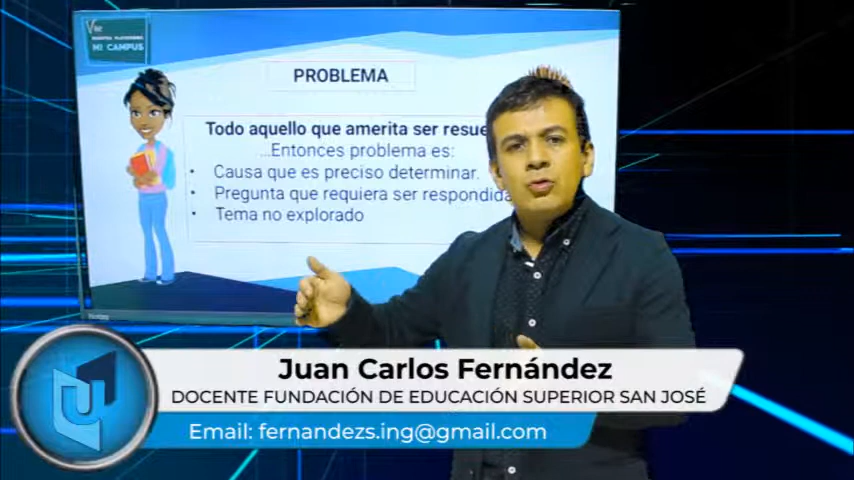 MI CAMPUS
PROBLEMA
Todo aquello que amerita ser resue
...Entonces problema es:
• Causa que es preciso determinar.
• Pregunta que requiera ser respondida
• Tema no explorado
Juan Carlos Fernández
DOCENTE FUNDACIÓN DE EDUCACIÓN SUPERIOR SAN JOSÉ
Email: fernandezs.ing@gmail.com